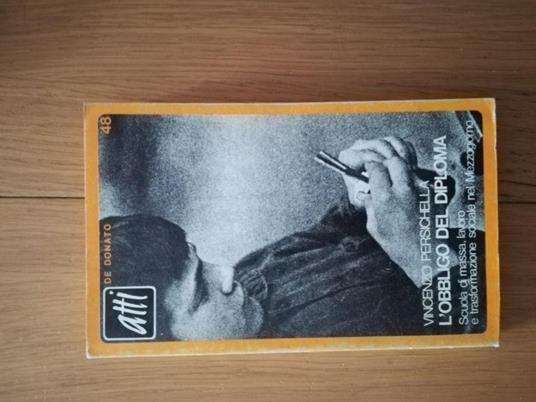 atti
DE DONATO
48
VINCENZO PERSICHELLA
L'OBBLIGO DEL DIPLOMA
Scuola di massa, lavoro
e trasformazione sociale nel Mezzogiorno